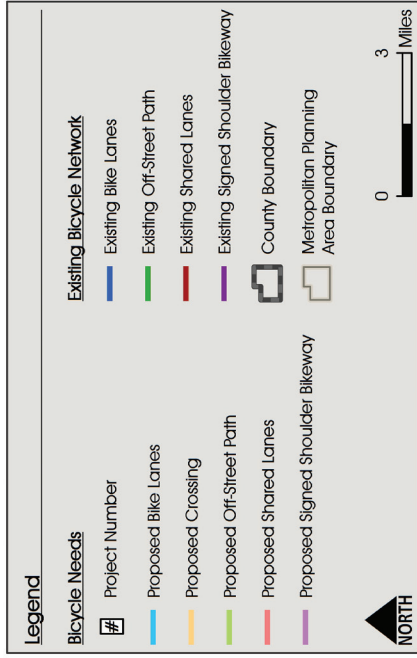 Legend
Bicycle Needs
# Project Number
Proposed Bike Lanes
Proposed Crossing
Proposed Off-Street Path
Proposed Shared Lanes
Proposed Signed Shoulder Bikeway
Existing Bicycle Network
Existing Bike Lanes
Existing Off-Street Path
Existing Shared Lanes
Existing Signed Shoulder Bikeway
County Boundary
Metropolitan Planning
Area Boundary
NORTH
0 3
Miles